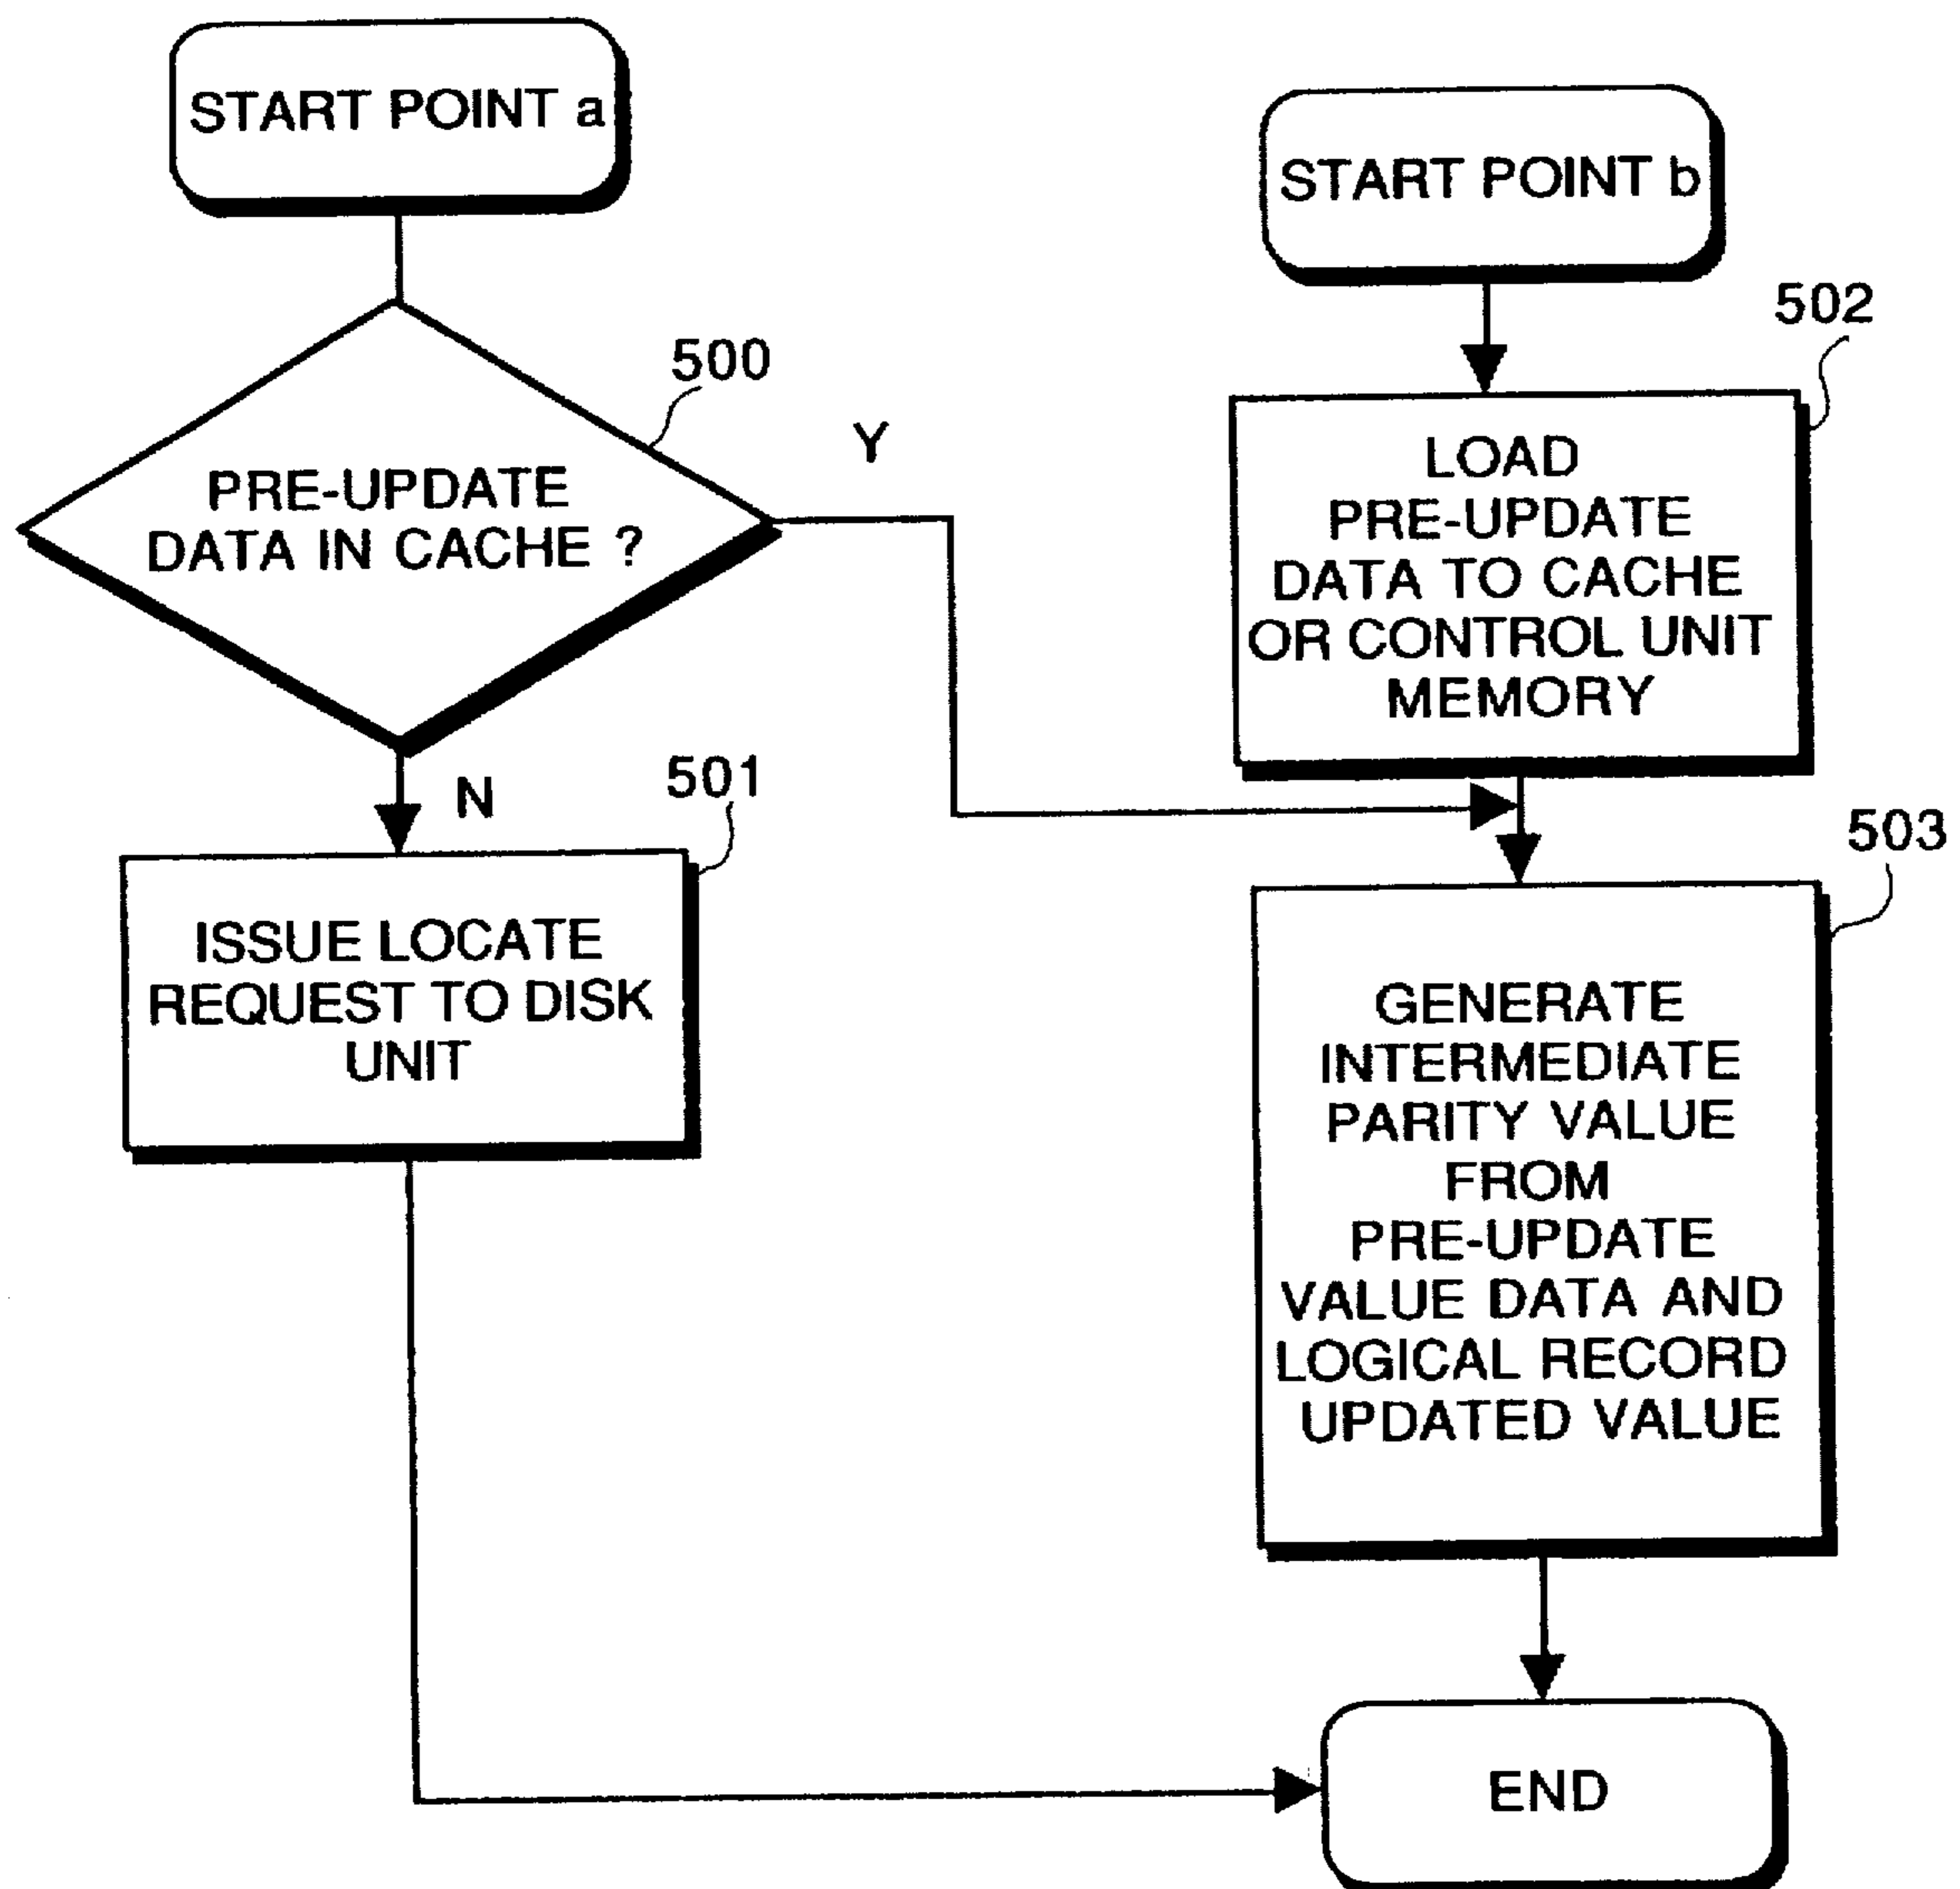 START POINT a
500
PRE-UPDATE
DATA IN CACHE ?
Y
N
501
ISSUE LOCATE
REQUEST TO DISK
UNIT
START POINT b
502
LOAD
PRE-UPDATE
DATA TO CACHE
OR CONTROL UNIT
MEMORY
503
GENERATE
INTERMEDIATE
PARITY VALUE
FROM
PRE-UPDATE
VALUE DATA AND
LOGICAL RECORD
UPDATED VALUE
END